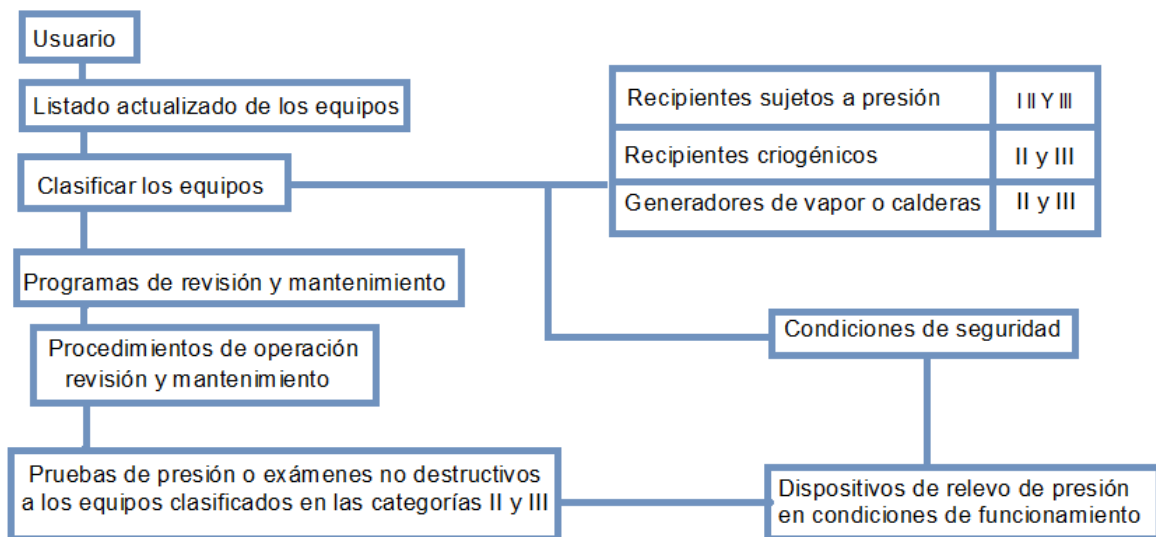 Usuario
Listado actualizado de los equipos
Clasificar los equipos
Recipientes sujetos a presión I II Y III
Recipientes criogénicos II y III
Generadores de vapor o calderas II y III
Programas de revisión y mantenimiento
Procedimientos de operación
revisión y mantenimiento
Condiciones de seguridad
Pruebas de presión o exámenes no destructivos
a los equipos clasificados en las categorías II y III
Dispositivos de relevo de presión
en condiciones de funcionamiento